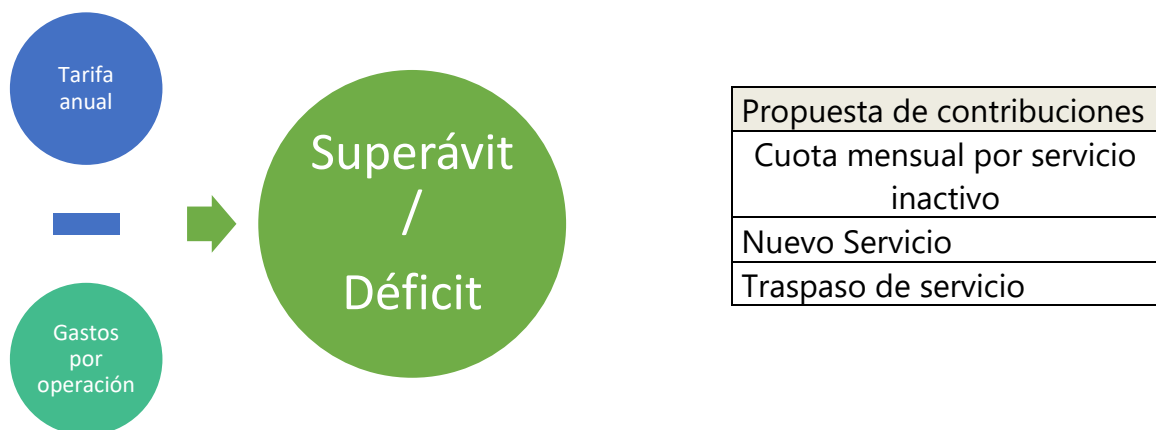 Tarifa
anual
Gastos
por
operación
Superávit
/
Déficit
Propuesta de contribuciones
Cuota mensual por servicio
inactivo
Nuevo Servicio
Traspaso de servicio